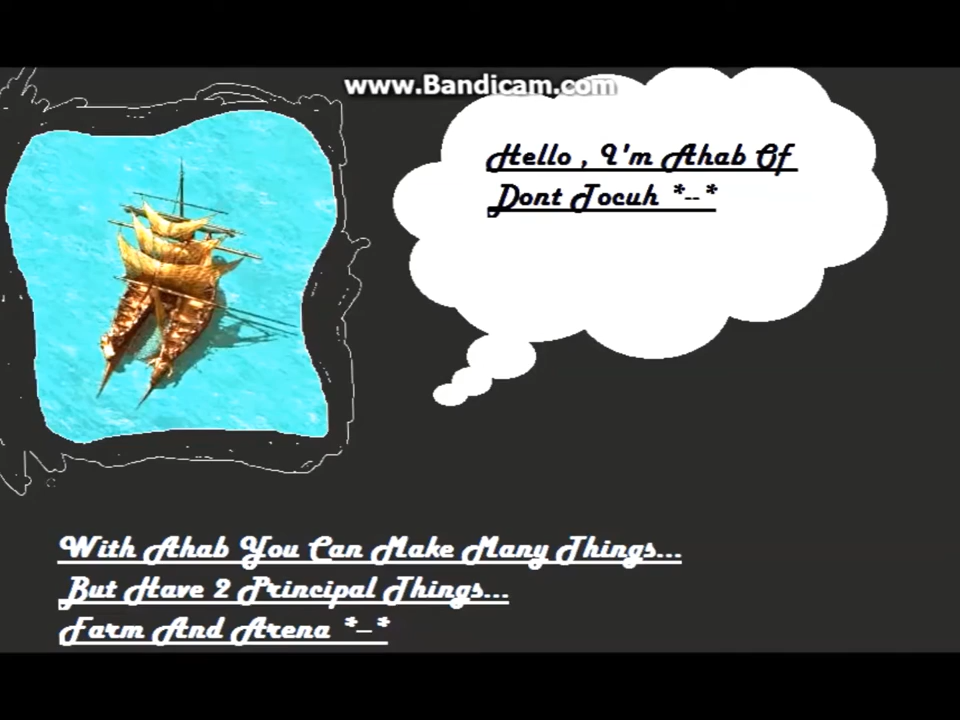 www.Bandicam.com
Hello , I'm Ahab Of
Dont Tocuh *--*
With Ahab You Can Make Many Things...
But Have 2 Principal Things...
Farm And Arena *-*